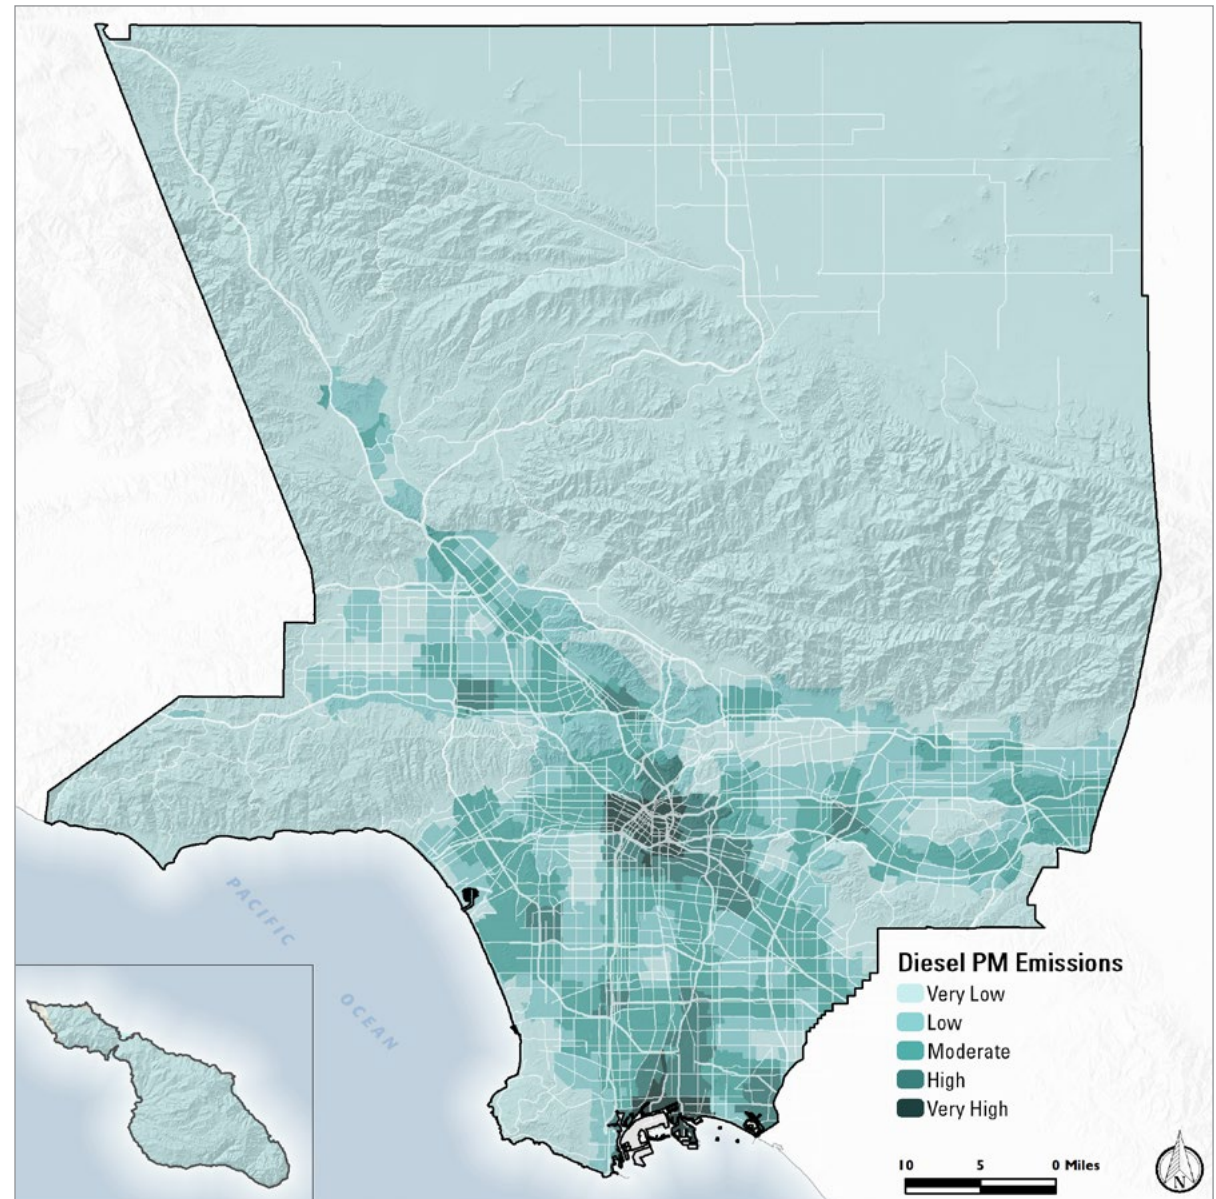 PACIFIC
OCEAN
Diesel PM Emissions
Very Low
Low
Moderate
High
Very High
10 5 0 Miles
N